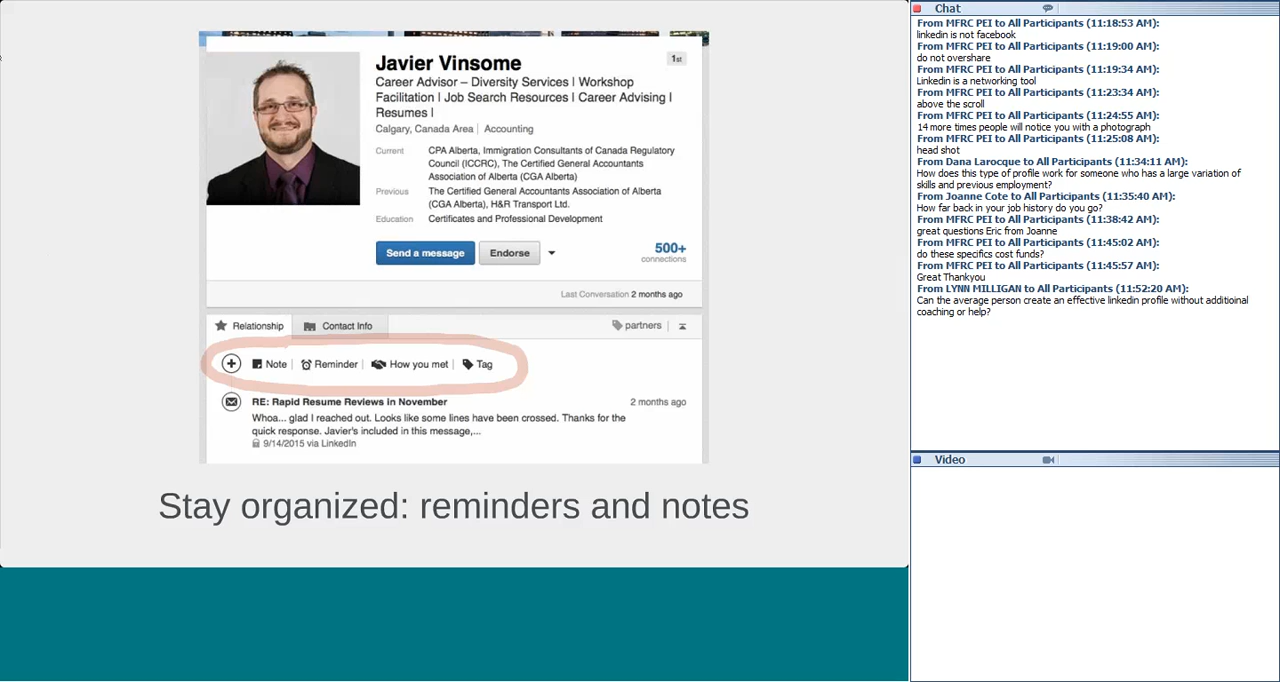 Javier Vinsome
1st
Career Advisor – Diversity Services | Workshop
Facilitation | Job Search Resources | Career Advising |
Resumes |
Calgary, Canada Area | Accounting
Current CPA Alberta, Immigration Consultants of Canada Regulatory
Council (ICCRC), The Certified General Accountants
Association of Alberta (CGA Alberta)
Previous The Certified General Accountants Association of Alberta
(CGA Alberta), H&R Transport Ltd.
Education Certificates and Professional Development
Send a message Endorse 500+
connections
Last Conversation 2 months ago
Relationship Contact Info partners
Note | Reminder | How you met | Tag
RE: Rapid Resume Reviews in November 2 months ago
Whoa... glad I reached out. Looks like some lines have been crossed. Thanks for the
quick response. Javier's included in this message,...
9/14/2015 via LinkedIn
Stay organized: reminders and notes
Chat
From MFRC PEI to All Participants (11:18:53 AM):
linkedin is not facebook
From MFRC PEI to All Participants (11:19:00 AM):
do not overshare
From MFRC PEI to All Participants (11:19:34 AM):
Linkedin is a networking tool
From MFRC PEI to All Participants (11:23:34 AM):
above the scroll
From MFRC PEI to All Participants (11:24:55 AM):
14 more times people will notice you with a photograph
From MFRC PEI to All Participants (11:25:08 AM):
head shot
From Dana Larocque to All Participants (11:34:11 AM):
How does this type of profile work for someone who has a large variation of
skills and previous employment?
From Joanne Cote to All Participants (11:35:40 AM):
How far back in your job history do you go?
From MFRC PEI to All Participants (11:38:42 AM):
great questions Eric from Joanne
From MFRC PEI to All Participants (11:45:02 AM):
do these specifics cost funds?
From MFRC PEI to All Participants (11:45:57 AM):
Great Thankyou
From LYNN MILLIGAN to All Participants (11:52:20 AM):
Can the average person create an effective linkedin profile without additioinal
coaching or help?
Video